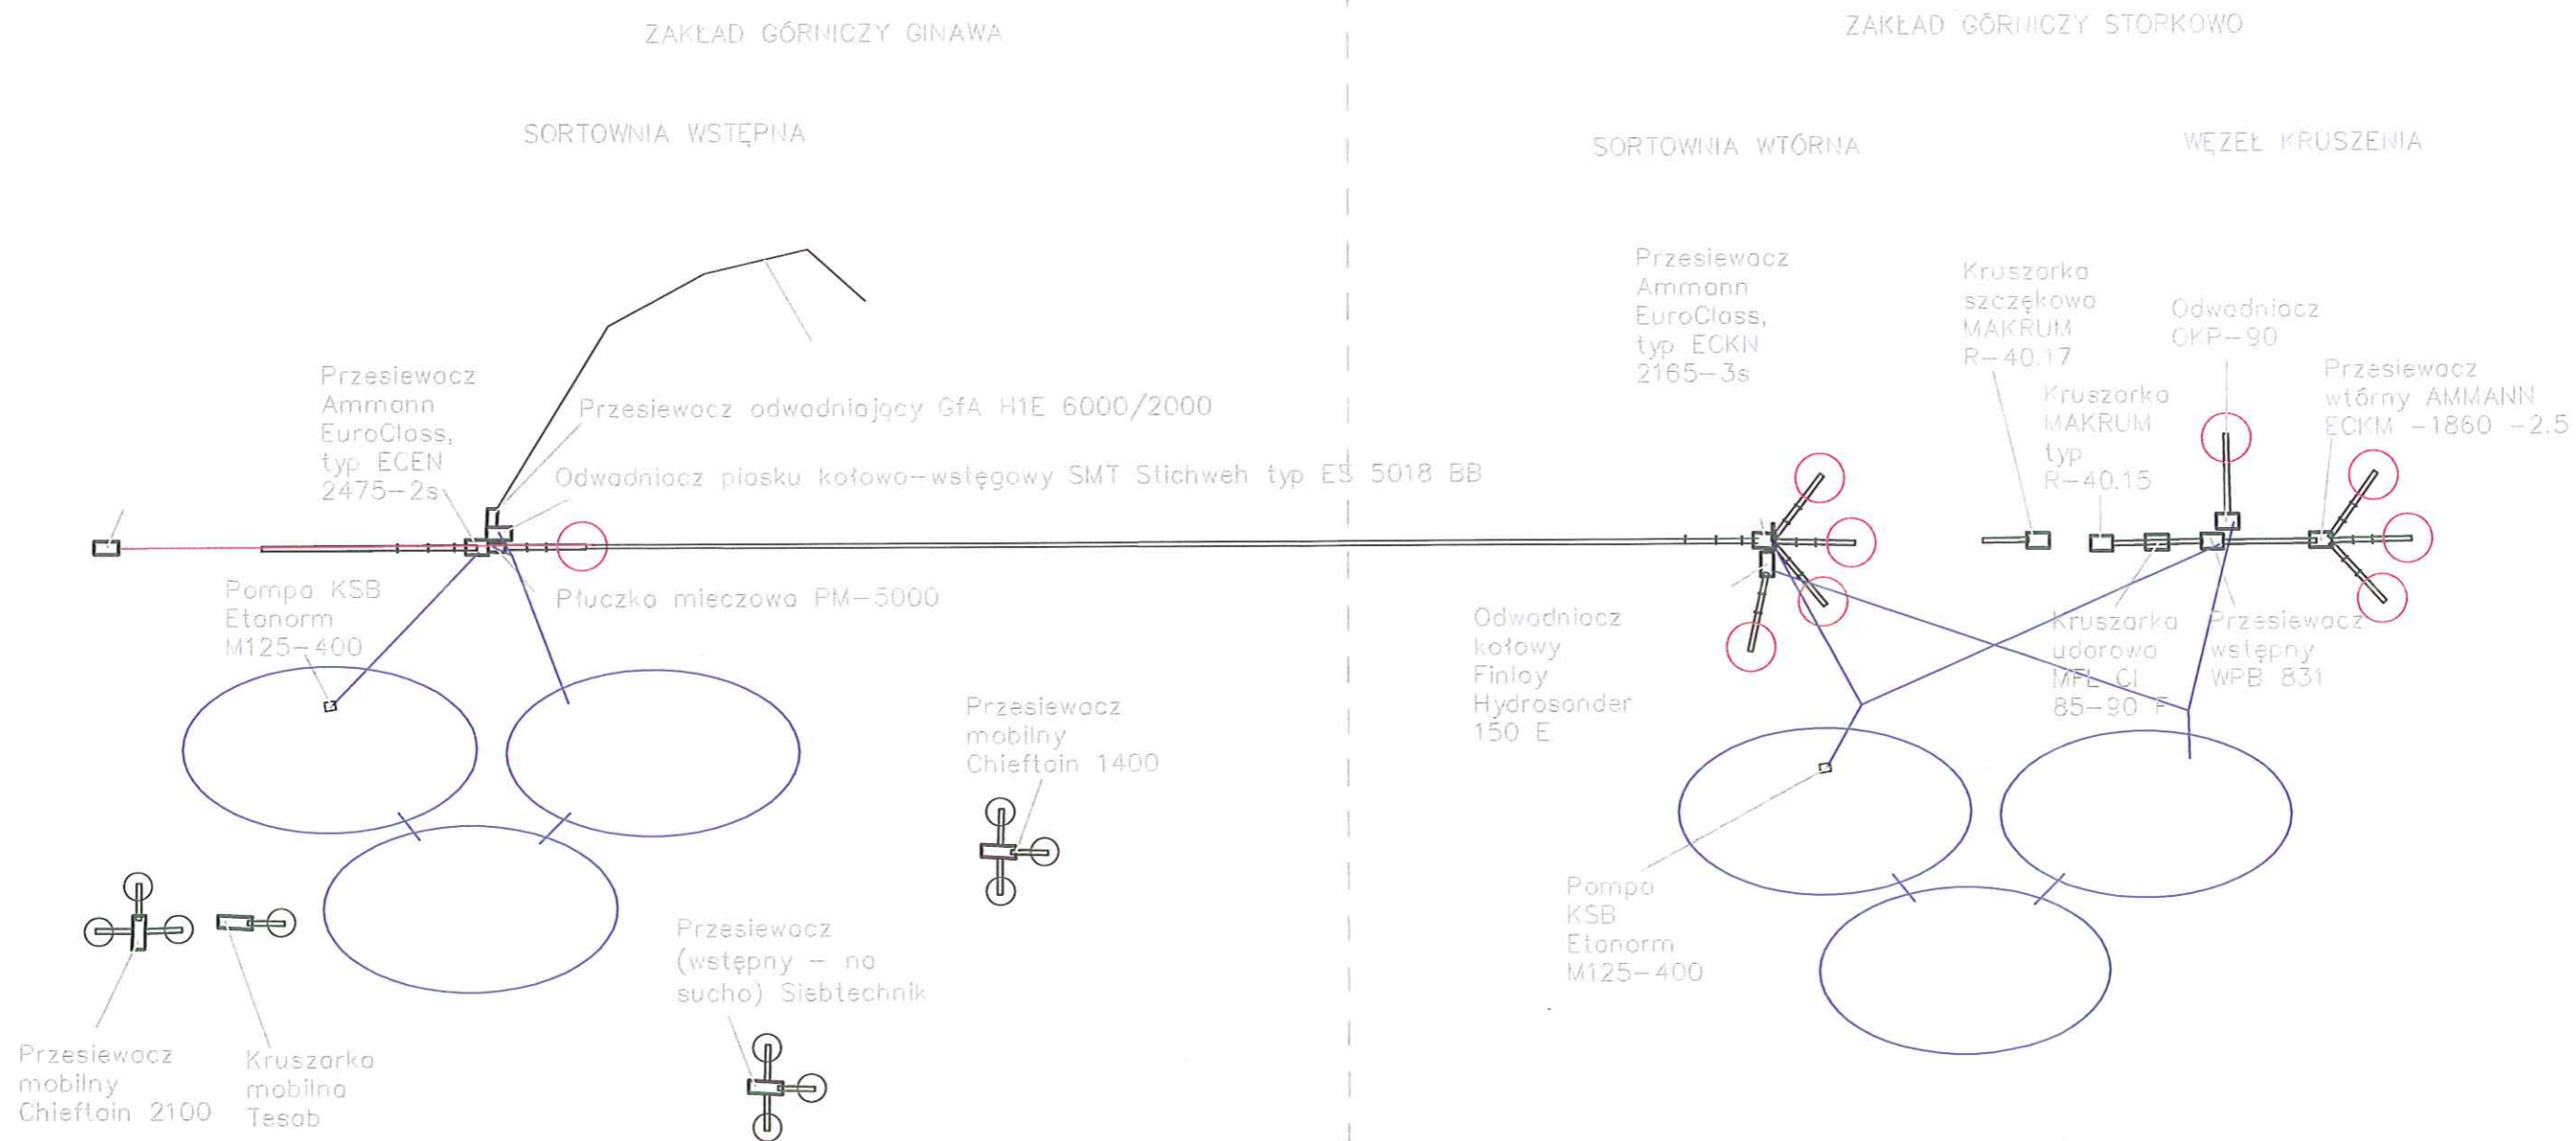 ZAKŁAD GÓRNICZY GINAWA
ZAKŁAD GÓRNICZY STORKOWO
SORTOWNIA WSTĘPNA
SORTOWNIA WTÓRNA
WĘZEŁ KRUSZENIA
Przesiewacz
Ammann
EuroClass,
typ ECEN
2475-2s
Przesiewacz odwadniający GfA H1E 6000/2000
Odwadniacz piasku kołowo-wstęgowy SMT Stichweh typ ES 5018 BB
Płuczka mieczowa PM-5000
Pompa KSB
Etanorm
M125-400
Przesiewacz
mobilny
Chieftain 1400
Przesiewacz
(wstępny - na
sucho) Siebtechnik
Przesiewacz
mobilny
Chieftain 2100
Kruszarka
mobilna
Tesab
Przesiewacz
Ammann
EuroClass,
typ ECKN
2165-3s
Kruszarka
szczękowa
MAKRUM
R-40.17
Odwadniacz
OKP-90
Kruszarka
MAKRUM
typ
R-40.15
Przesiewacz
wtórny AMMANN
ECKM -1860 -2.5
Odwadniacz
kołowy
Finlay
Hydrosander
150 E
Kruszarka
udarowa
MFL CI
85-90 F
Przesiewacz
wstępny
WPB 831
Pompa
KSB
Etanorm
M125-400